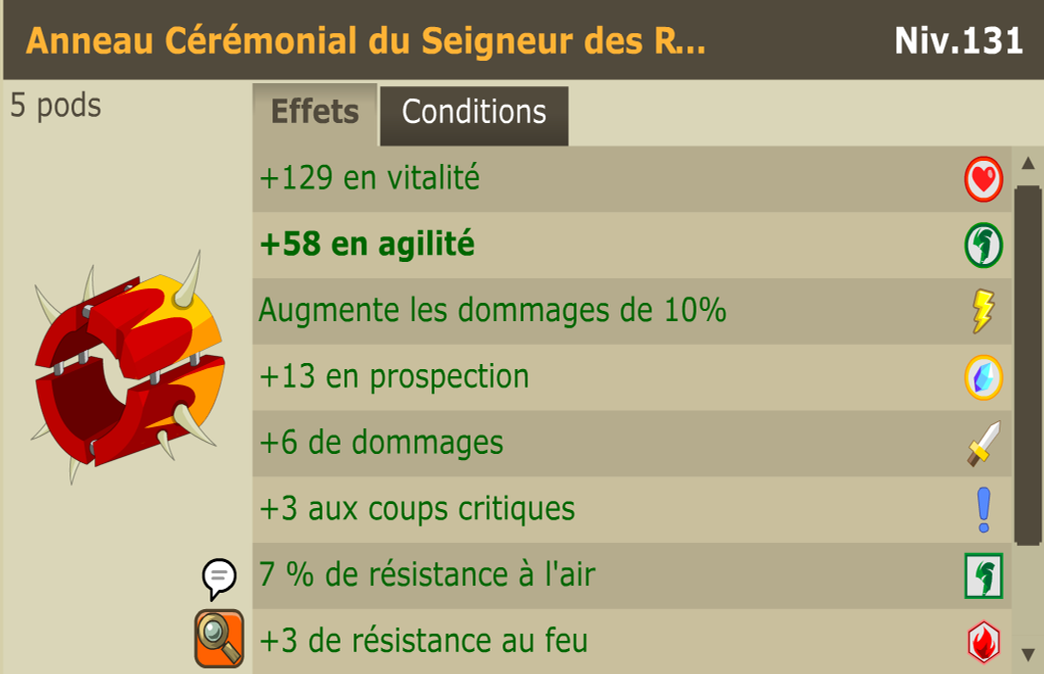 Anneau Cérémonial du Seigneur des R...
Niv.131
5 pods
Effets
Conditions
+129 en vitalité
+58 en agilité
Augmente les dommages de 10%
+13 en prospection
+6 de dommages
+3 aux coups critiques
7 % de résistance à l'air
+3 de résistance au feu